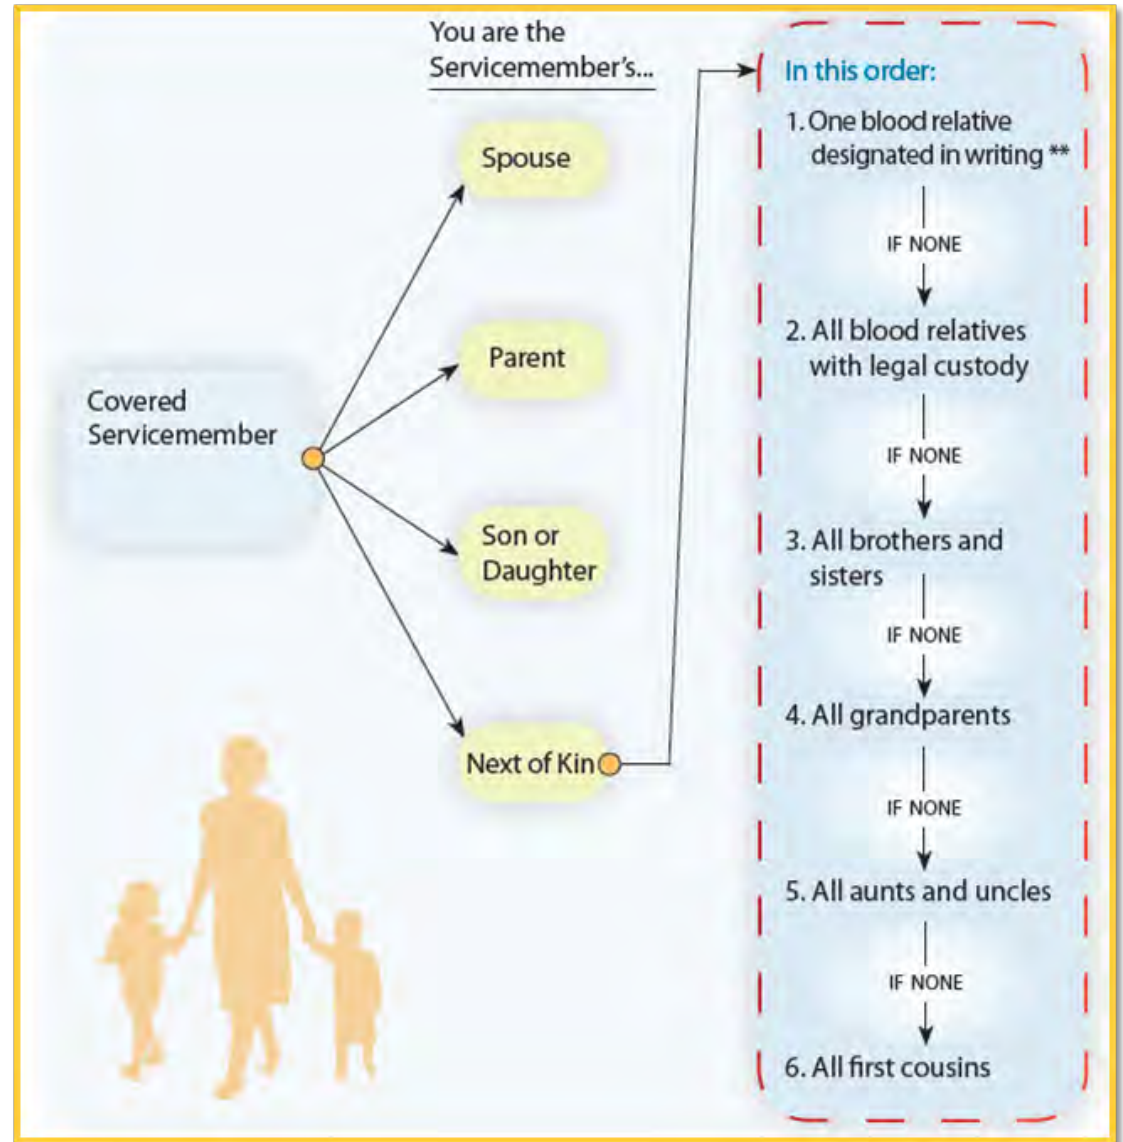 You are the
Servicemember's...
Spouse
Parent
Covered
Servicemember
Son or
Daughter
Next of Kin
In this order:
1. One blood relative
designated in writing **
IF NONE
2. All blood relatives
with legal custody
IF NONE
3. All brothers and
sisters
IF NONE
4. All grandparents
IF NONE
5. All aunts and uncles
IF NONE
6. All first cousins